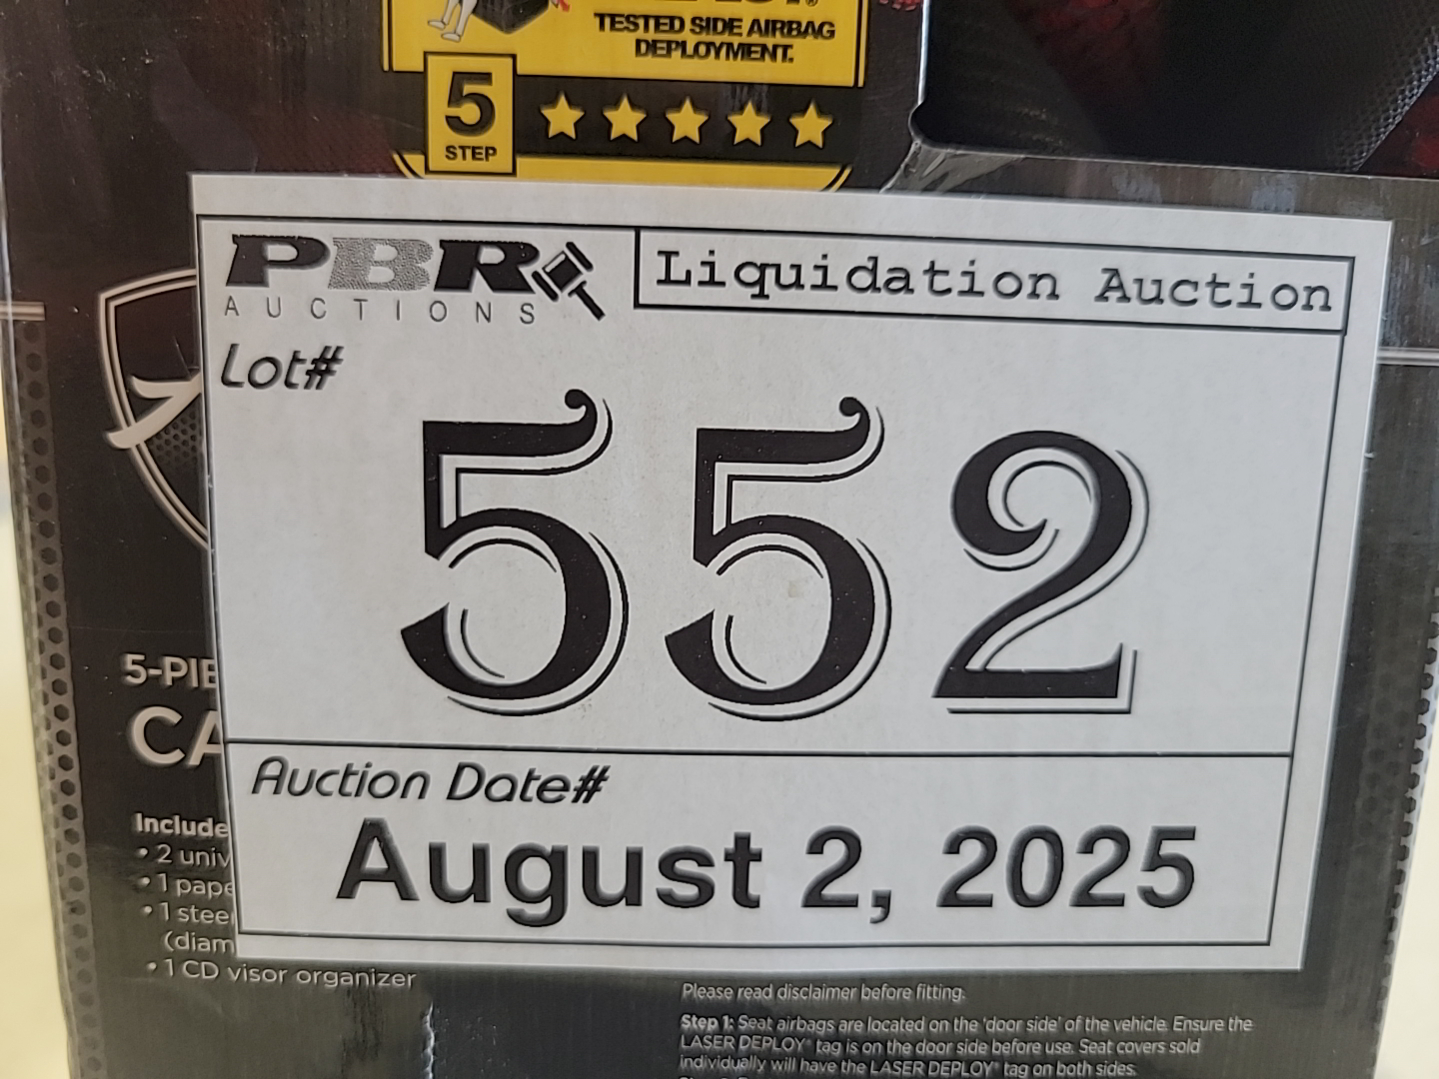 TESTED SIDE AIRBAG
DEPLOYMENT.
5
STEP
PBR
AUCTIONS
Liquidation Auction
Lot#
552
Auction Date#
August 2, 2025
5-PIE
CA
Include
• 2 univ
• 1 pape
• 1 stee
(diam
• 1 CD visor organizer
Please read disclaimer before fitting.
Step 1: Seat airbags are located on the 'door side' of the vehicle. Ensure the
LASER DEPLOY® tag is on the door side before use. Seat covers sold
individually will have the LASER DEPLOY® tag on both sides.